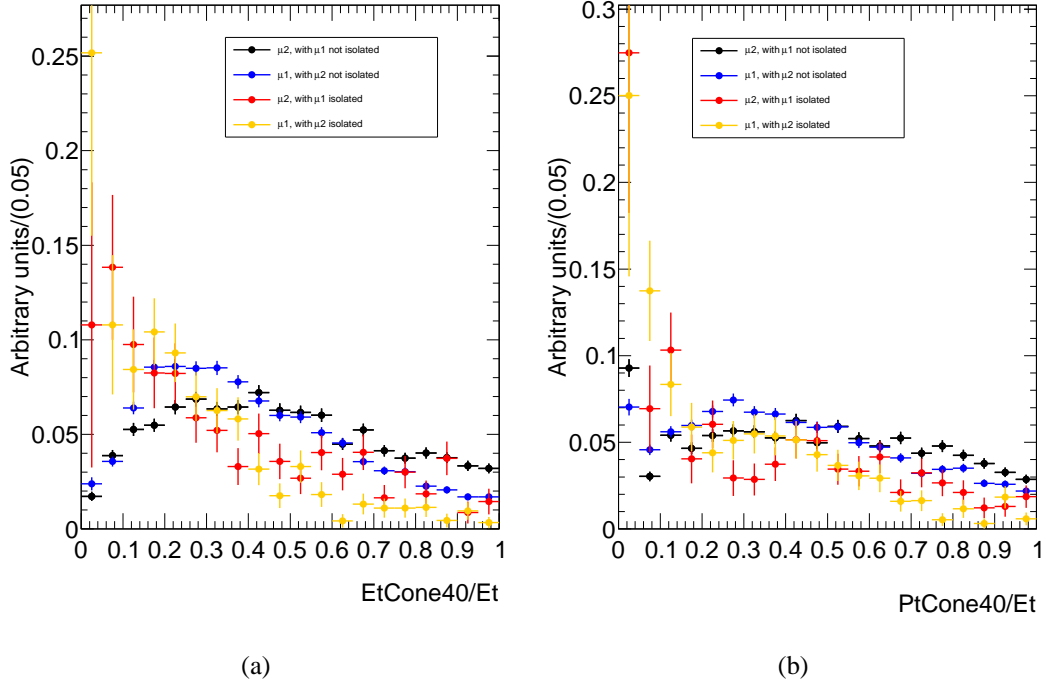 Arbitrary units/(0.05)
0.25
0.2
0.15
0.1
0.05
0
μ2, with μ1 not isolated
μ1, with μ2 not isolated
μ2, with μ1 isolated
μ1, with μ2 isolated
0 0.1 0.2 0.3 0.4 0.5 0.6 0.7 0.8 0.9 1
EtCone40/Et
(a)
Arbitrary units/(0.05)
0.3
0.25
0.2
0.15
0.1
0.05
0
μ2, with μ1 not isolated
μ1, with μ2 not isolated
μ2, with μ1 isolated
μ1, with μ2 isolated
0 0.1 0.2 0.3 0.4 0.5 0.6 0.7 0.8 0.9 1
PtCone40/Et
(b)